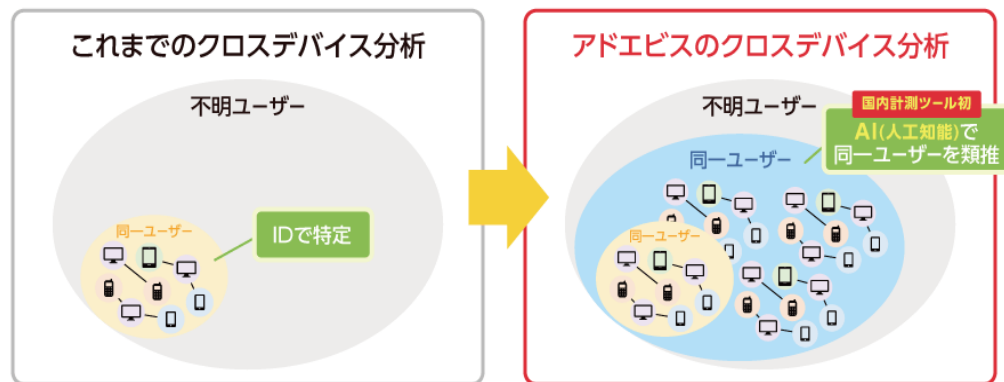 これまでのクロスデバイス分析
不明ユーザー
同一ユーザー
IDで特定
アドエビスのクロスデバイス分析
不明ユーザー
国内計測ツール初
AI(人工知能)で
同一ユーザーを類推
同一ユーザー
同一ユーザー